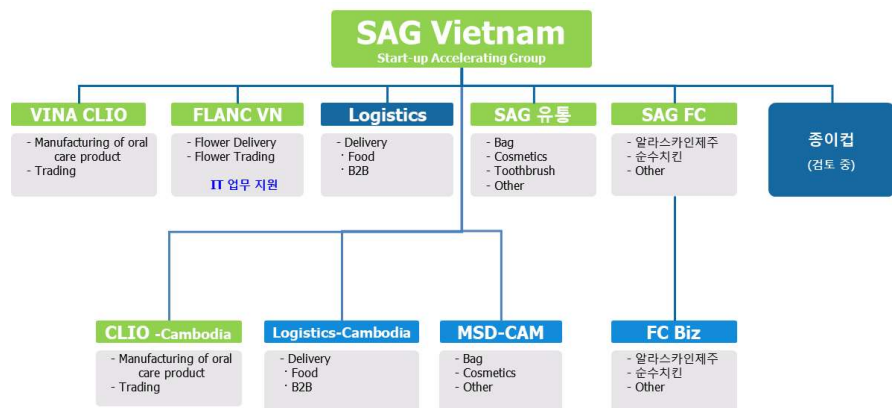 SAG Vietnam
Start-up Accelerating Group
VINA CLIO
- Manufacturing of oral
care product
- Trading
FLANC VN
- Flower Delivery
- Flower Trading
IT 업무 지원
Logistics
- Delivery
· Food
· B2B
SAG 유통
- Bag
- Cosmetics
- Toothbrush
- Other
SAG FC
- 알라스카인제주
- 순수치킨
- Other
종이컵
(검토 중)
CLIO -Cambodia
- Manufacturing of oral
care product
- Trading
Logistics-Cambodia
- Delivery
· Food
· B2B
MSD-CAM
- Bag
- Cosmetics
- Other
FC Biz
- 알라스카인제주
- 순수치킨
- Other